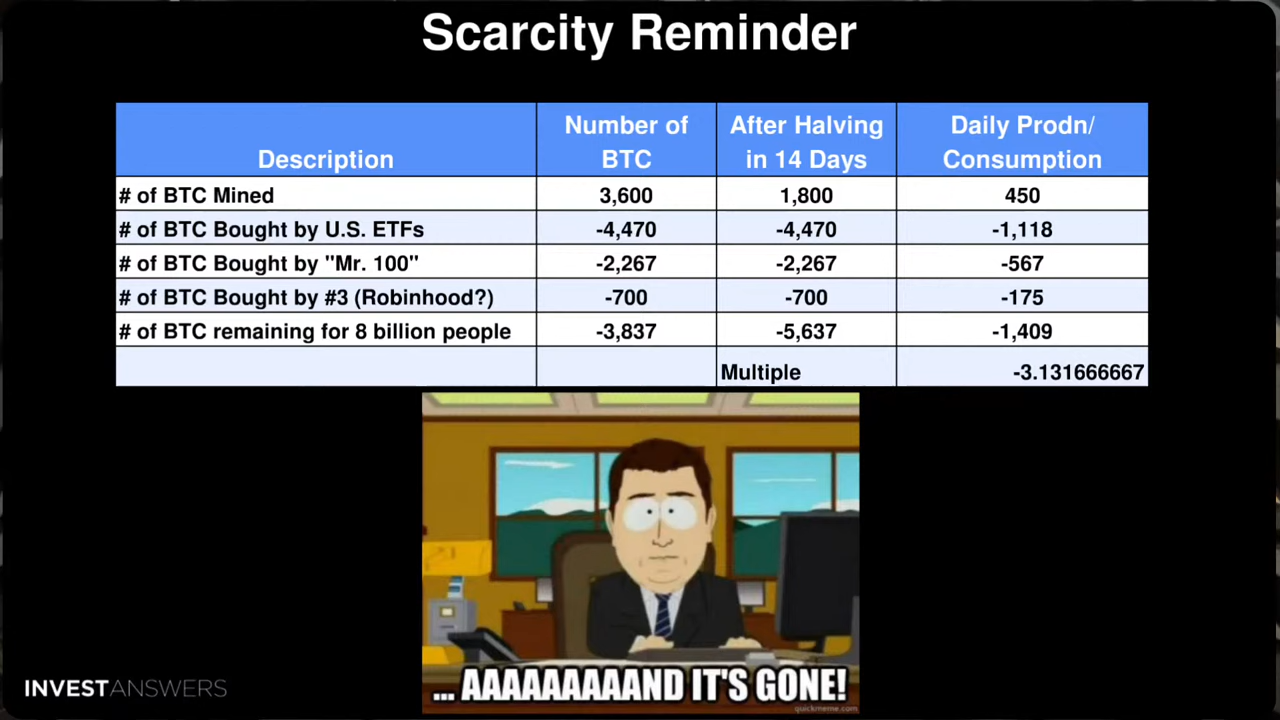 Scarcity Reminder
Description Number of BTC After Halving in 14 Days Daily Prodn/ Consumption
# of BTC Mined 3,600 1,800 450
# of BTC Bought by U.S. ETFs -4,470 -4,470 -1,118
# of BTC Bought by "Mr. 100" -2,267 -2,267 -567
# of BTC Bought by #3 (Robinhood?) -700 -700 -175
# of BTC remaining for 8 billion people -3,837 -5,637 -1,409
Multiple -3.131666667
... AAAAAAAAAND IT'S GONE!
quickmeme.com
INVESTANSWERS